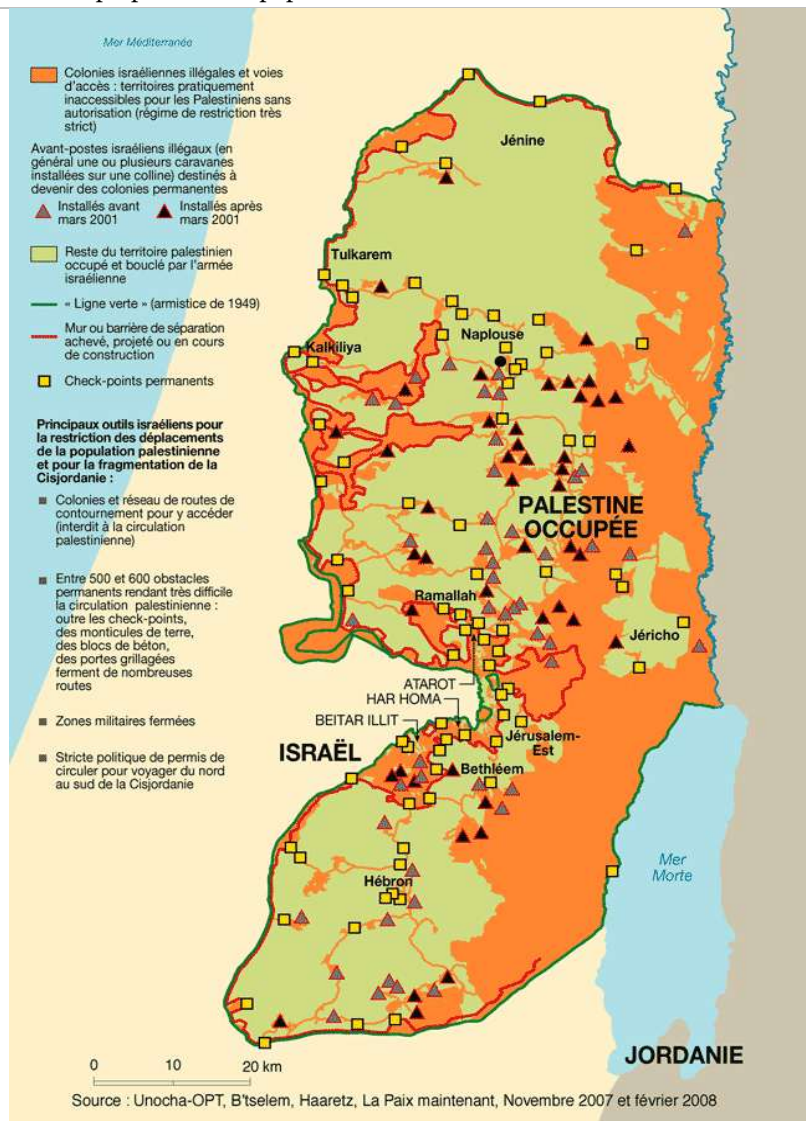 Mer Méditerranée
Colonies israéliennes illégales et voies
d'accès : territoires pratiquement
inaccessibles pour les Palestiniens sans
autorisation (régime de restriction très
strict)
Avant-postes israéliens illégaux (en
général une ou plusieurs caravanes
installées sur une colline) destinés à
devenir des colonies permanentes
Installés avant
mars 2001
Installés après
mars 2001
Reste du territoire palestinien
occupé et bouclé par l'armée
israélienne
« Ligne verte » (armistice de 1949)
Mur ou barrière de séparation
achevé, projeté ou en cours
de construction
Check-points permanents
Principaux outils israéliens pour
la restriction des déplacements
de la population palestinienne
et pour la fragmentation de la
Cisjordanie :
Colonies et réseau de routes de
contournement pour y accéder
(interdit à la circulation
palestinienne)
Entre 500 et 600 obstacles
permanents rendant très difficile
la circulation palestinienne :
outre les check-points,
des monticules de terre,
des blocs de béton,
des portes grillagées
ferment de nombreuses
routes
Zones militaires fermées
Stricte politique de permis de
circuler pour voyager du nord
au sud de la Cisjordanie
Jénine
Tulkarem
Naplouse
Kalkiliya
PALESTINE
OCCUPÉE
Ramallah
Jéricho
ATAROT
HAR HOMA
BEITAR ILLIT
ISRAËL
Jérusalem-
Est
Bethléem
Hébron
Mer
Morte
JORDANIE
0 10 20 km
Source : Unocha-OPT, B'tselem, Haaretz, La Paix maintenant, Novembre 2007 et février 2008